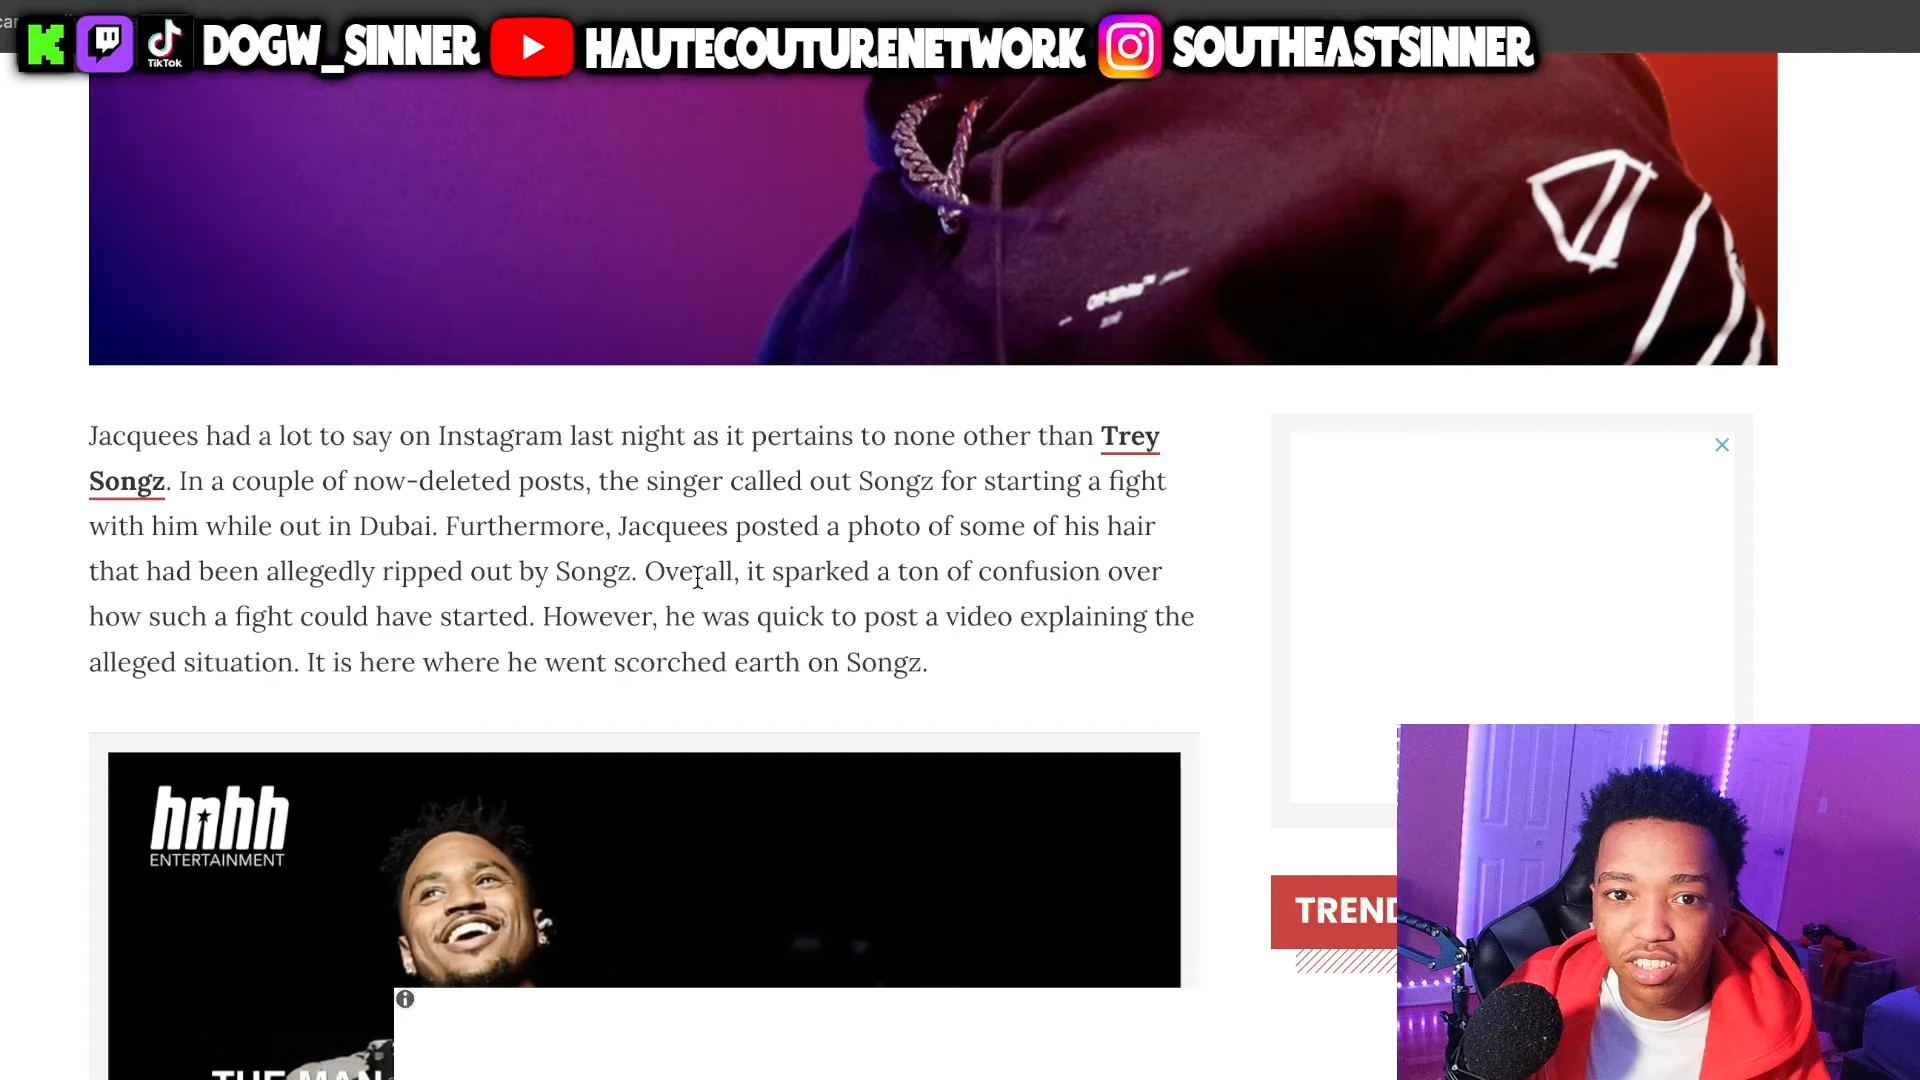 TikTok
DOGW_SINNER HAUTECOUTURENETWORK SOUTHEASTSINNER
Jacquees had a lot to say on Instagram last night as it pertains to none other than Trey
Songz. In a couple of now-deleted posts, the singer called out Songz for starting a fight
with him while out in Dubai. Furthermore, Jacquees posted a photo of some of his hair
that had been allegedly ripped out by Songz. Overall, it sparked a ton of confusion over
how such a fight could have started. However, he was quick to post a video explaining the
alleged situation. It is here where he went scorched earth on Songz.
hnhh
ENTERTAINMENT
TREND
THE MAN